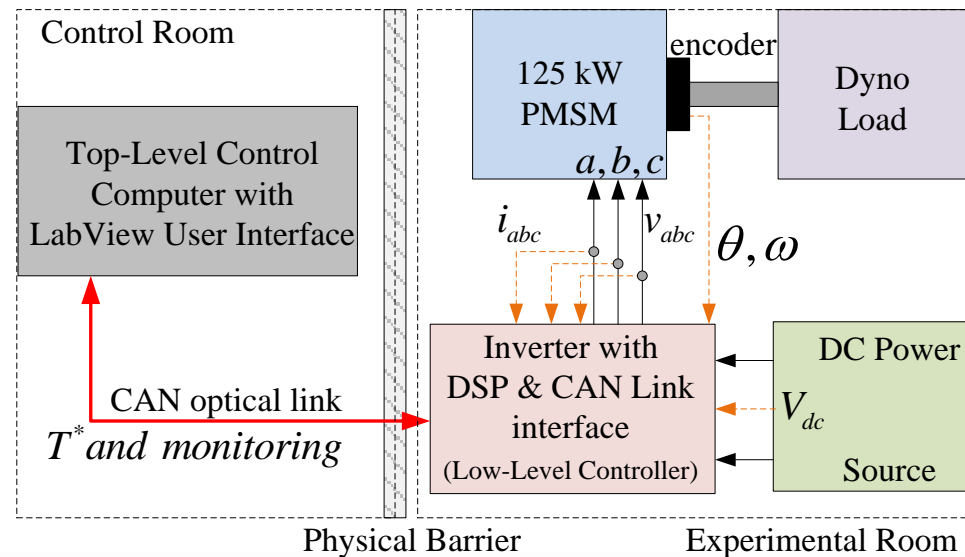 Control Room
Top-Level Control
Computer with
LabView User Interface
CAN optical link
T* and monitoring
Physical Barrier
125 kW
PMSM
a, b, c
encoder
Dyno
Load
i_abc
v_abc
θ, ω
Inverter with
DSP & CAN Link
interface
(Low-Level Controller)
DC Power
V_dc
Source
Experimental Room